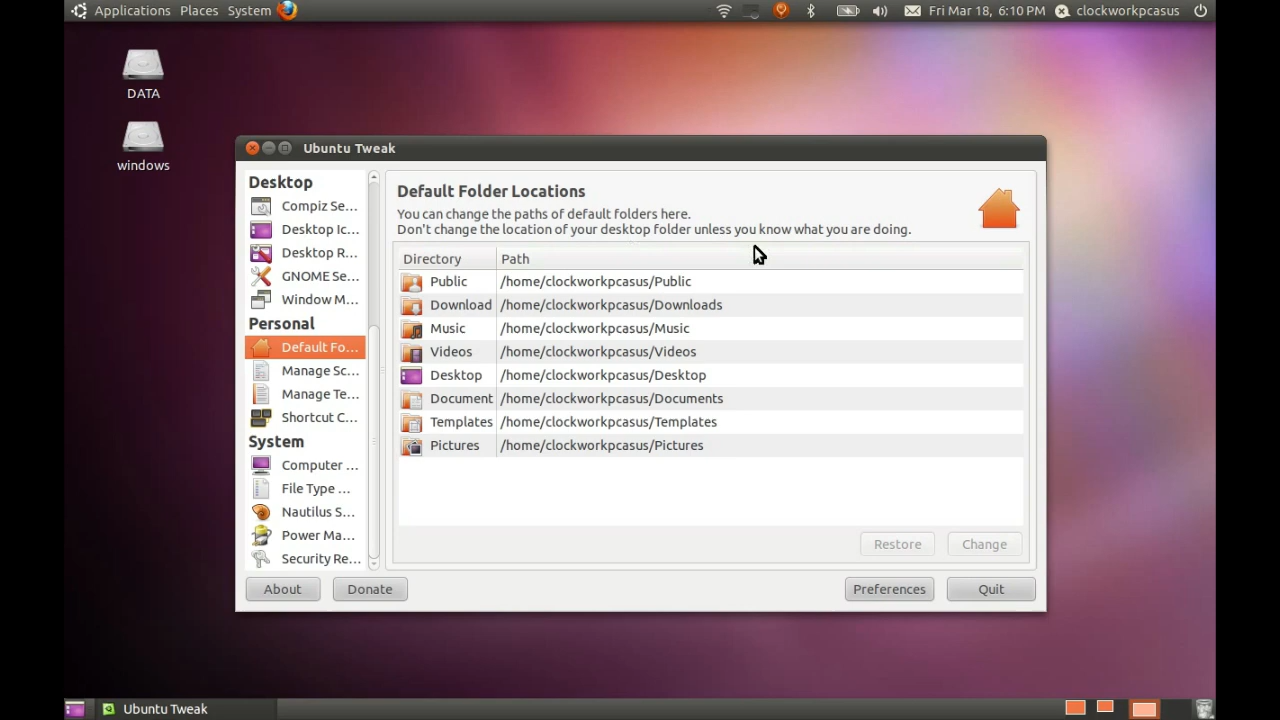 Applications Places System Fri Mar 18, 6:10 PM clockworkpcasus
DATA
windows
Ubuntu Tweak
Desktop
Compiz Se...
Desktop Ic...
Desktop R...
GNOME Se...
Window M...
Personal
Default Fo...
Manage Sc...
Manage Te...
Shortcut C...
System
Computer ...
File Type ...
Nautilus S...
Power Ma...
Security Re...
Default Folder Locations
You can change the paths of default folders here.
Don't change the location of your desktop folder unless you know what you are doing.
Directory Path
Public /home/clockworkpcasus/Public
Download /home/clockworkpcasus/Downloads
Music /home/clockworkpcasus/Music
Videos /home/clockworkpcasus/Videos
Desktop /home/clockworkpcasus/Desktop
Document /home/clockworkpcasus/Documents
Templates /home/clockworkpcasus/Templates
Pictures /home/clockworkpcasus/Pictures
Restore Change
About Donate Preferences Quit
Ubuntu Tweak